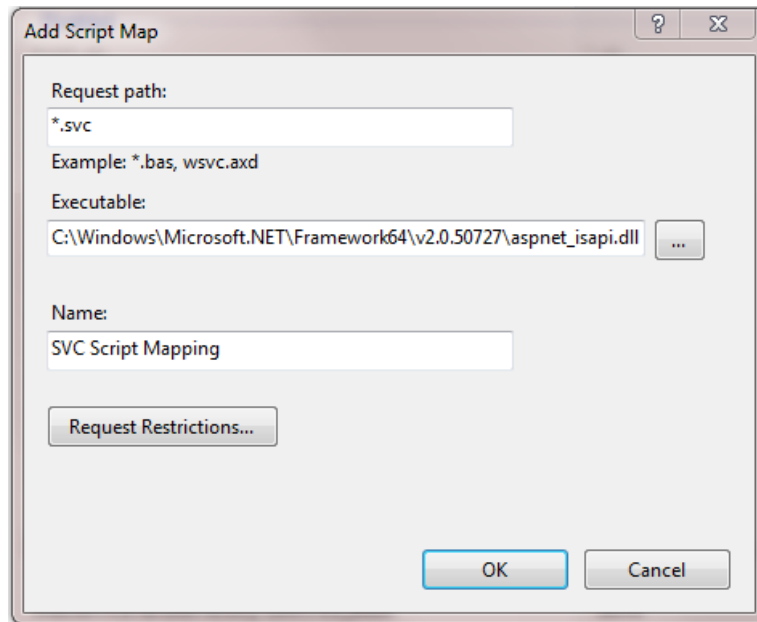 Add Script Map
Request path:
*.svc
Example: *.bas, wsvc.axd
Executable:
C:\Windows\Microsoft.NET\Framework64\v2.0.50727\aspnet_isapi.dll
...
Name:
SVC Script Mapping
Request Restrictions...
OK
Cancel